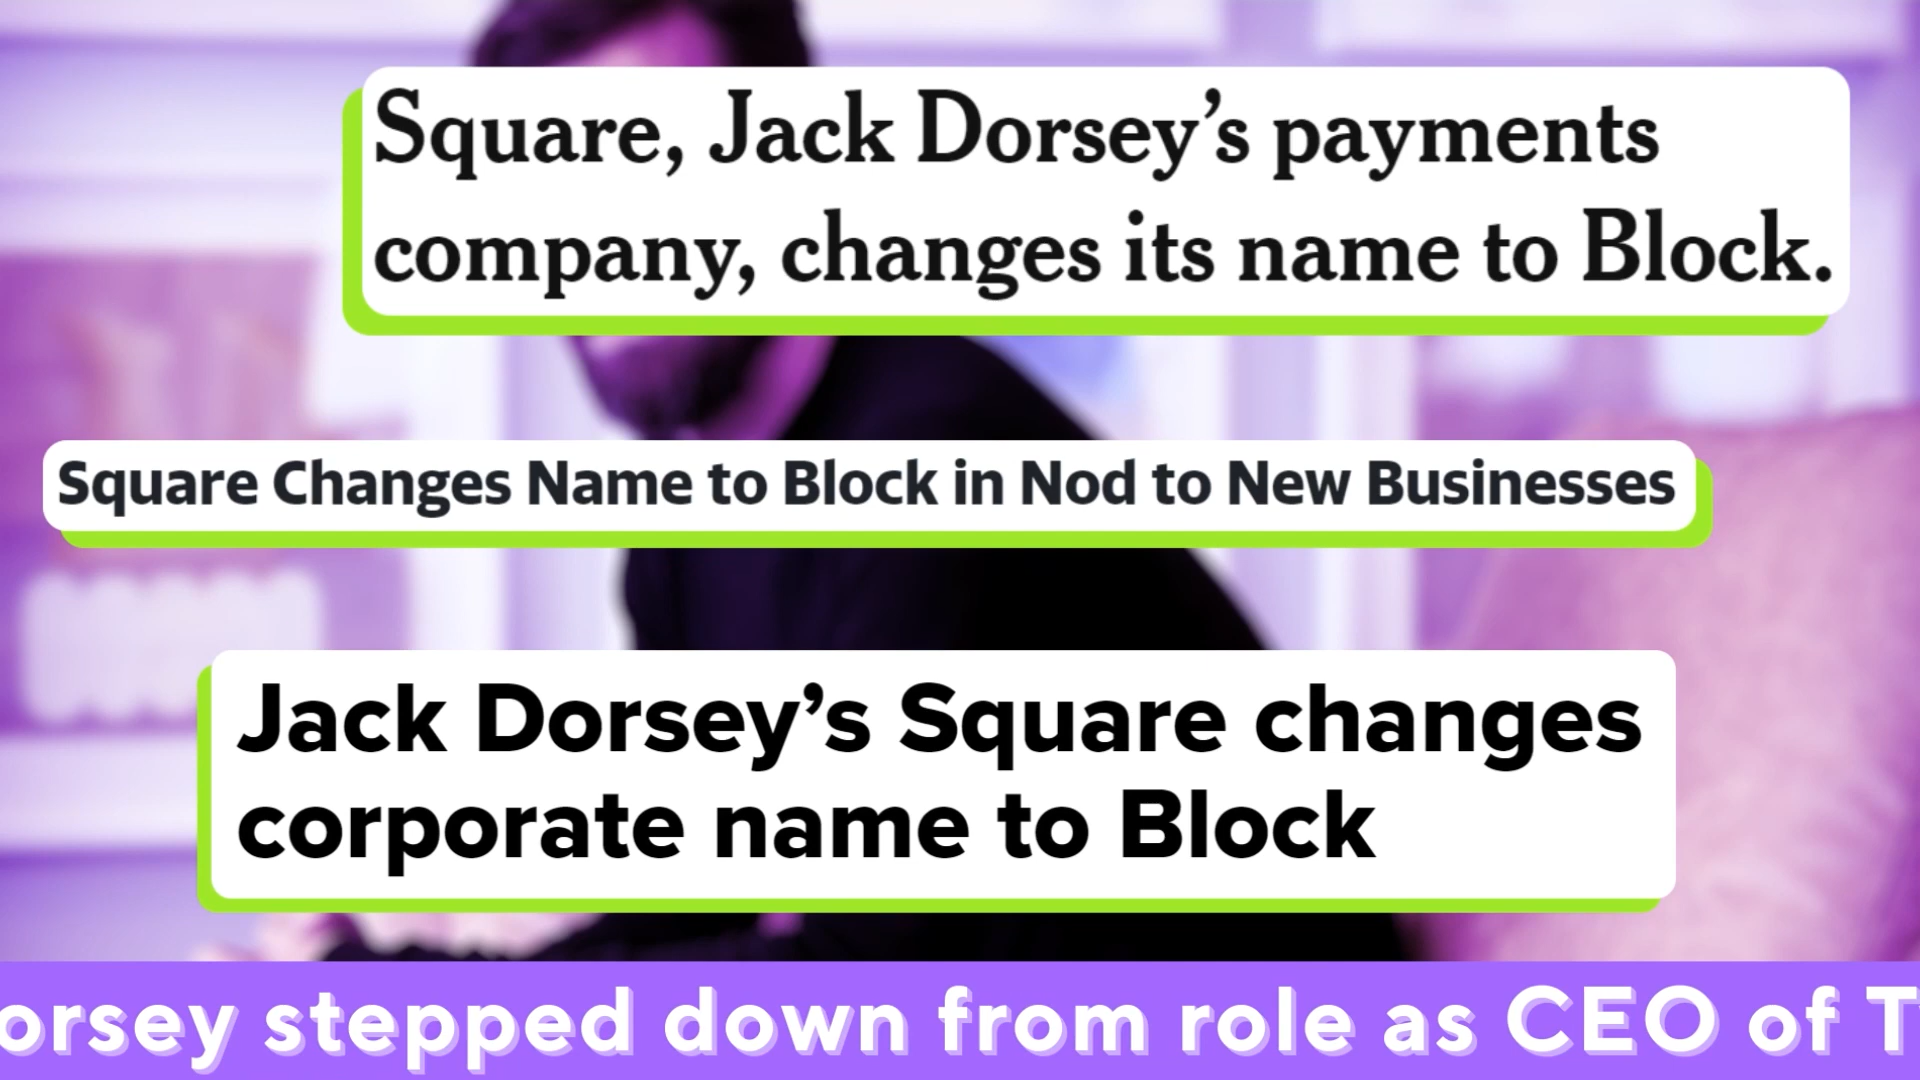 Square, Jack Dorsey’s payments
company, changes its name to Block.
Square Changes Name to Block in Nod to New Businesses
Jack Dorsey’s Square changes
corporate name to Block
orsey stepped down from role as CEO of T